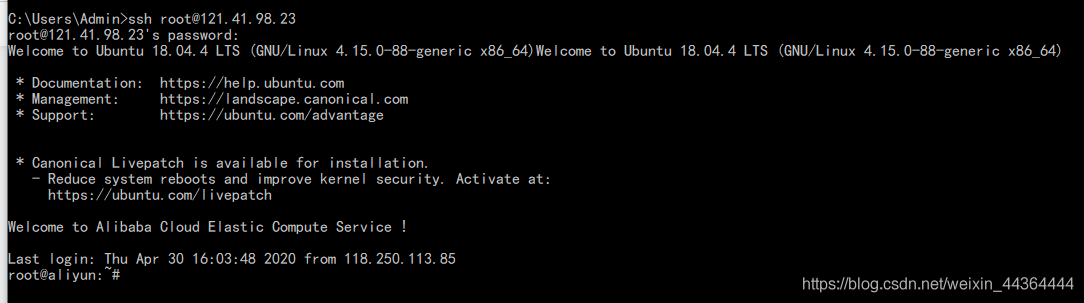 C:\Users\Admin>ssh root@121.41.98.23
root@121.41.98.23's password:
Welcome to Ubuntu 18.04.4 LTS (GNU/Linux 4.15.0-88-generic x86_64)Welcome to Ubuntu 18.04.4 LTS (GNU/Linux 4.15.0-88-generic x86_64)
* Documentation:  https://help.ubuntu.com
* Management:     https://landscape.canonical.com
* Support:        https://ubuntu.com/advantage
* Canonical Livepatch is available for installation.
- Reduce system reboots and improve kernel security. Activate at:
https://ubuntu.com/livepatch
Welcome to Alibaba Cloud Elastic Compute Service !
Last login: Thu Apr 30 16:03:48 2020 from 118.250.113.85
root@aliyun:~#
https://blog.csdn.net/weixin_44364444